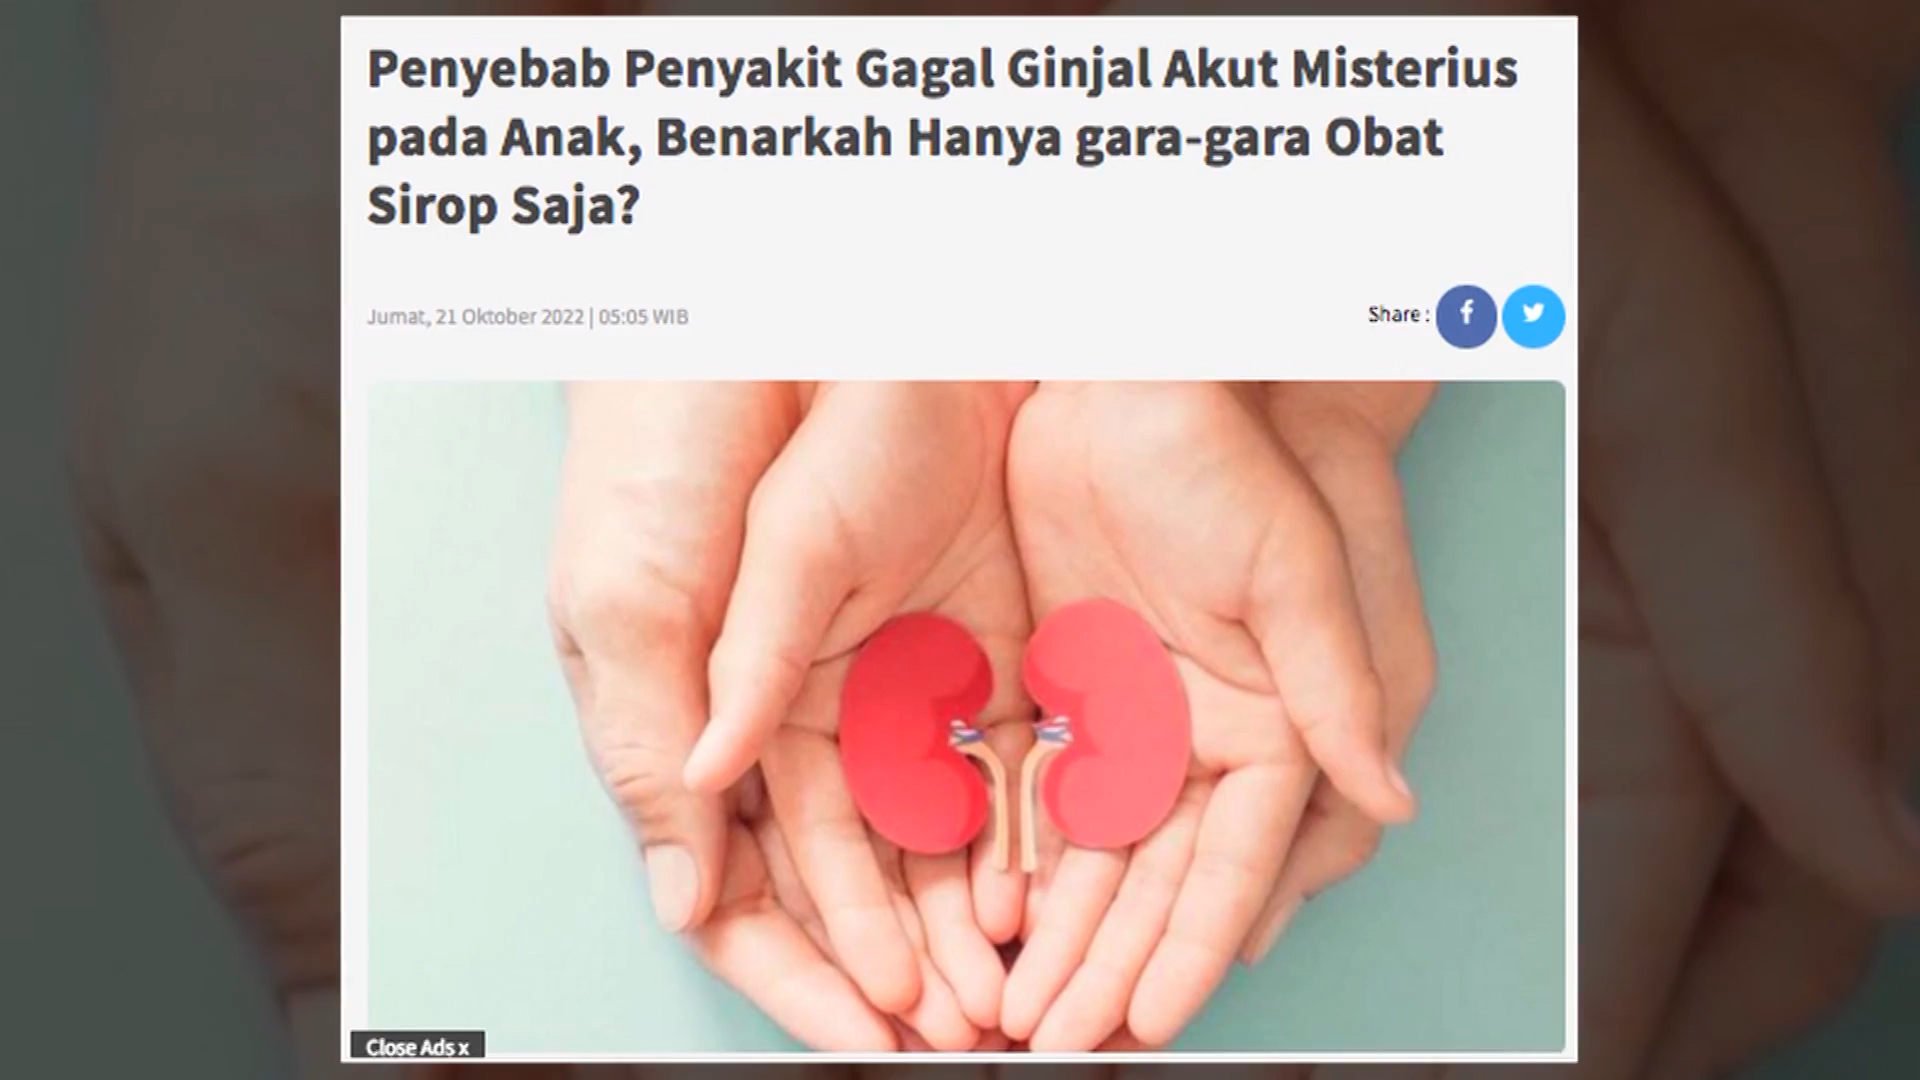 Penyebab Penyakit Gagal Ginjal Akut Misterius
pada Anak, Benarkah Hanya gara-gara Obat
Sirop Saja?
Jumat, 21 Oktober 2022 | 05:05 WIB
Share :
Close Ads x